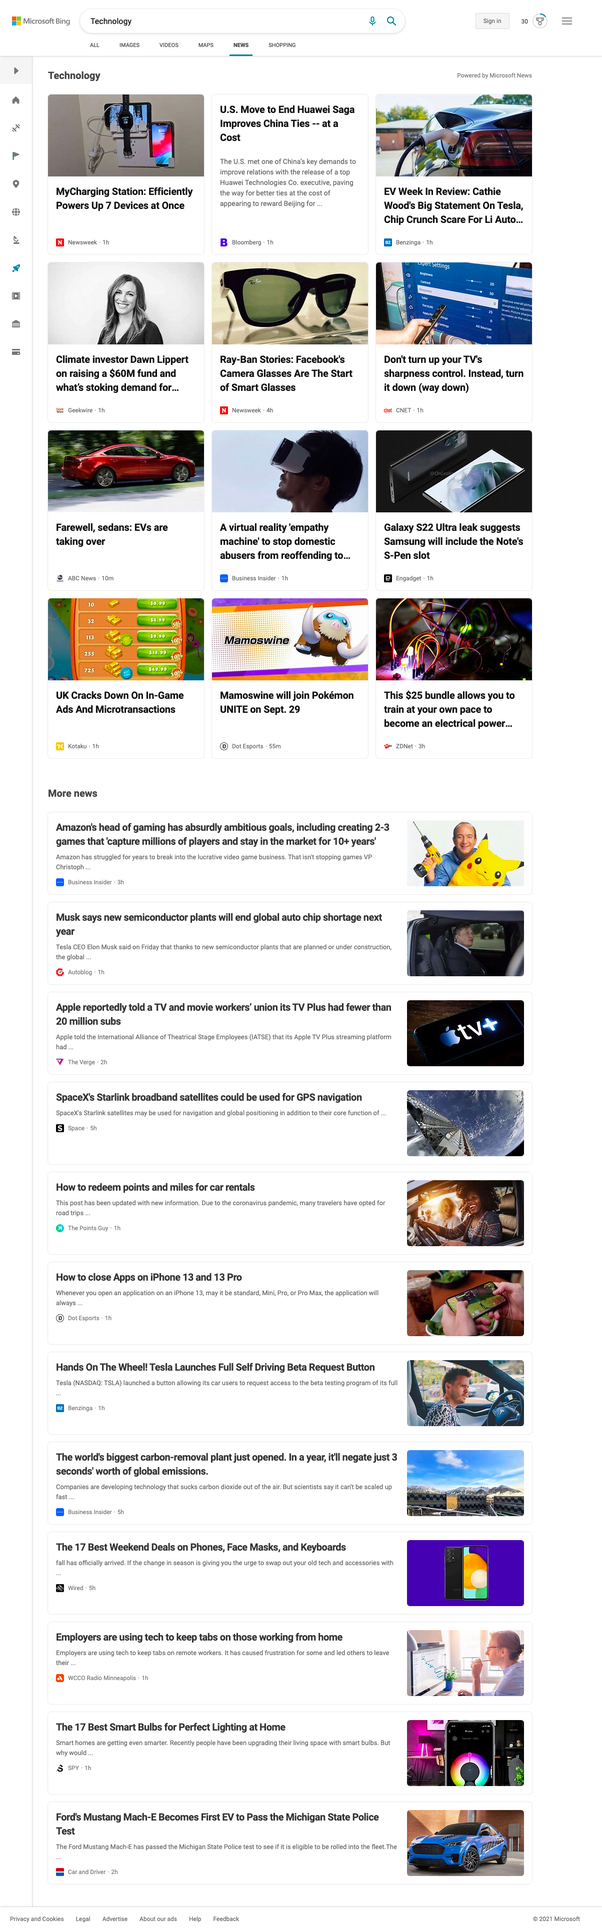 Microsoft Bing
Technology
Sign in
30
ALL
IMAGES
VIDEOS
MAPS
NEWS
SHOPPING
Technology
Powered by Microsoft News
MyCharging Station: Efficiently
Powers Up 7 Devices at Once
Newsweek · 1h
U.S. Move to End Huawei Saga
Improves China Ties -- at a
Cost
The U.S. met one of China's key demands to
improve relations with the release of a top
Huawei Technologies Co. executive, paving
the way for better ties at the cost of
appearing to reward Beijing for ...
Bloomberg · 1h
EV Week In Review: Cathie
Wood's Big Statement On Tesla,
Chip Crunch Scare For Li Auto...
Benzinga · 1h
Climate investor Dawn Lippert
on raising a $60M fund and
what's stoking demand for...
Geekwire · 1h
Ray-Ban Stories: Facebook's
Camera Glasses Are The Start
of Smart Glasses
Newsweek · 4h
Expert Settings
Don't turn up your TV's
sharpness control. Instead, turn
it down (way down)
CNET · 1h
Farewell, sedans: EVs are
taking over
ABC News · 10m
A virtual reality 'empathy
machine' to stop domestic
abusers from reoffending to...
Business Insider · 1h
Galaxy S22 Ultra leak suggests
Samsung will include the Note's
S-Pen slot
Engadget · 1h
10
32
113
255
725
UK Cracks Down On In-Game
Ads And Microtransactions
Kotaku · 1h
Mamoswine
Mamoswine will join Pokémon
UNITE on Sept. 29
Dot Esports · 55m
This $25 bundle allows you to
train at your own pace to
become an electrical power...
ZDNet · 3h
More news
Amazon's head of gaming has absurdly ambitious goals, including creating 2-3
games that 'capture millions of players and stay in the market for 10+ years'
Amazon has struggled for years to break into the lucrative video game business. That isn't stopping games VP
Christoph ...
Business Insider · 3h
Musk says new semiconductor plants will end global auto chip shortage next
year
Tesla CEO Elon Musk said on Friday that thanks to new semiconductor plants that are planned or under construction,
the global ...
Autoblog · 1h
Apple reportedly told a TV and movie workers' union its TV Plus had fewer than
20 million subs
Apple told the International Alliance of Theatrical Stage Employees (IATSE) that its Apple TV Plus streaming platform
had ...
The Verge · 2h
tv+
SpaceX's Starlink broadband satellites could be used for GPS navigation
SpaceX's Starlink satellites may be used for navigation and global positioning in addition to their core function of ...
Space · 5h
How to redeem points and miles for car rentals
This post has been updated with new information. Due to the coronavirus pandemic, many travelers have opted for
road trips ...
The Points Guy · 1h
How to close Apps on iPhone 13 and 13 Pro
Whenever you open an application on an iPhone 13, may it be standard, Mini, Pro, or Pro Max, the application will
always ...
Dot Esports · 1h
Hands On The Wheel! Tesla Launches Full Self Driving Beta Request Button
Tesla (NASDAQ: TSLA) launched a button allowing its car users to request access to the beta testing program of its full
...
Benzinga · 1h
The world's biggest carbon-removal plant just opened. In a year, it'll negate just 3
seconds' worth of global emissions.
Companies are developing technology that sucks carbon dioxide out of the air. But scientists say it can't be scaled up
fast ...
Business Insider · 5h
The 17 Best Weekend Deals on Phones, Face Masks, and Keyboards
fall has officially arrived. If the change in season is giving you the urge to swap out your old tech and accessories with
...
Wired · 5h
Employers are using tech to keep tabs on those working from home
Employers are using tech to keep tabs on remote workers. It has caused frustration for some and led others to leave
their ...
WCCO Radio Minneapolis · 1h
The 17 Best Smart Bulbs for Perfect Lighting at Home
Smart homes are getting even smarter. Recently people have been upgrading their living space with smart bulbs. But
why would ...
SPY · 1h
Ford's Mustang Mach-E Becomes First EV to Pass the Michigan State Police
Test
The Ford Mustang Mach-E has passed the Michigan State Police test to see if it is eligible to be rolled into the fleet.The
...
Car and Driver · 2h
Privacy and Cookies
Legal
Advertise
About our ads
Help
Feedback
© 2021 Microsoft